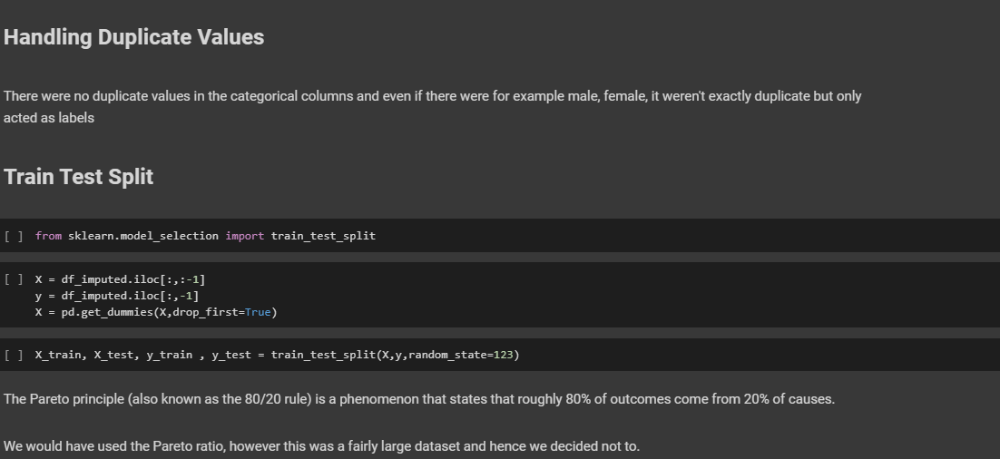 Handling Duplicate Values
There were no duplicate values in the categorical columns and even if there were for example male, female, it weren't exactly duplicate but only
acted as labels
Train Test Split
[ ] from sklearn.model_selection import train_test_split
[ ] X = df_imputed.iloc[:,:-1]
y = df_imputed.iloc[:,-1]
X = pd.get_dummies(X,drop_first=True)
[ ] X_train, X_test, y_train , y_test = train_test_split(X,y,random_state=123)
The Pareto principle (also known as the 80/20 rule) is a phenomenon that states that roughly 80% of outcomes come from 20% of causes.
We would have used the Pareto ratio, however this was a fairly large dataset and hence we decided not to.